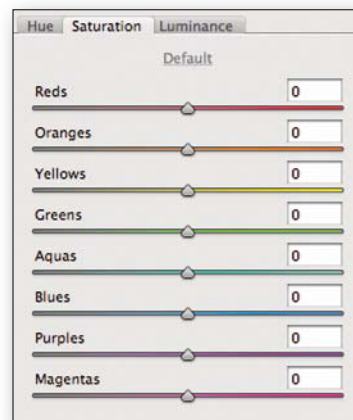 Hue Saturation Luminance
Default
Reds 0
Oranges 0
Yellows 0
Greens 0
Aquas 0
Blues 0
Purples 0
Magentas 0